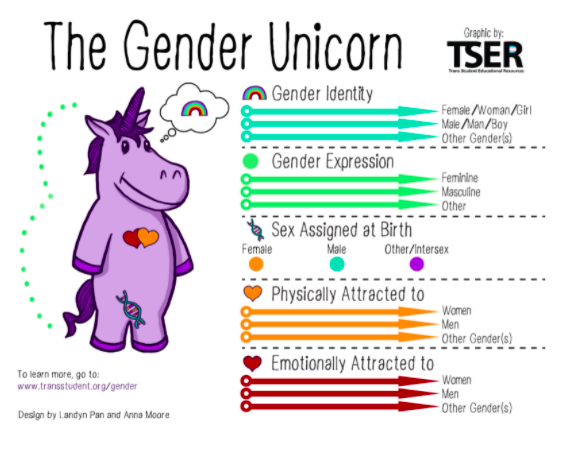 The Gender Unicorn
Graphic by:
TSER
Trans Student Educational Resources
Gender Identity
Female/Woman/Girl
Male/Man/Boy
Other Gender(s)
Gender Expression
Feminine
Masculine
Other
Sex Assigned at Birth
Female Male Other/Intersex
Physically Attracted to
Women
Men
Other Gender(s)
Emotionally Attracted to
Women
Men
Other Gender(s)
To learn more, go to:
www.transstudent.org/gender
Design by Landyn Pan and Anna Moore